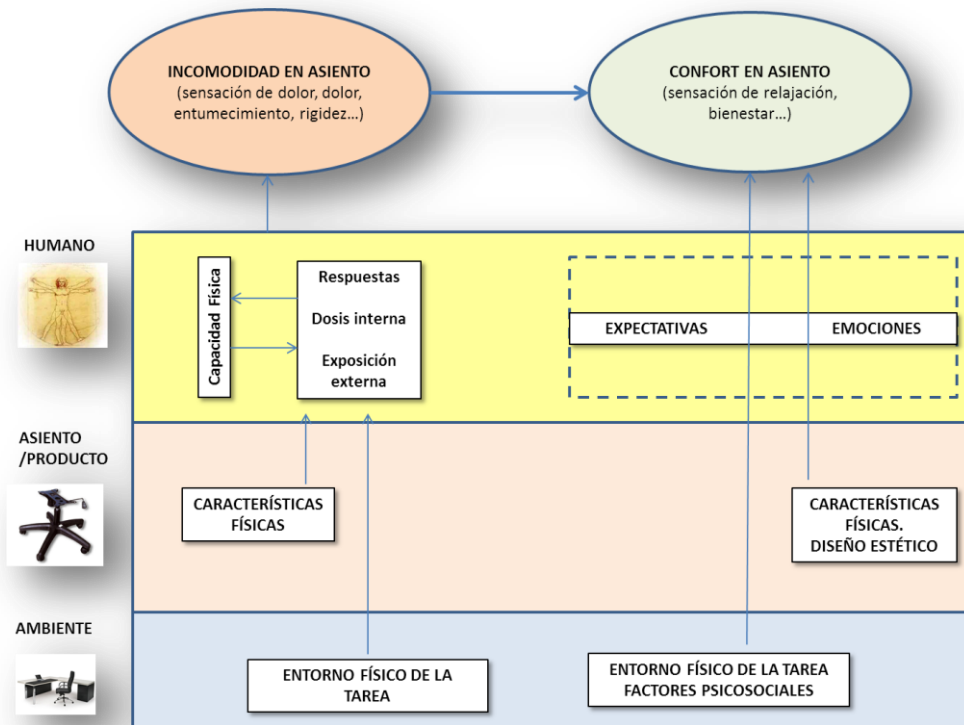 INCOMODIDAD EN ASIENTO
(sensación de dolor, dolor,
entumecimiento, rigidez...)
CONFORT EN ASIENTO
(sensación de relajación,
bienestar...)
HUMANO
Capacidad Física
Respuestas
Dosis interna
Exposición
externa
EXPECTATIVAS
EMOCIONES
ASIENTO
/PRODUCTO
CARACTERÍSTICAS
FÍSICAS
CARACTERÍSTICAS
FÍSICAS.
DISEÑO ESTÉTICO
AMBIENTE
ENTORNO FÍSICO DE LA
TAREA
ENTORNO FÍSICO DE LA TAREA
FACTORES PSICOSOCIALES